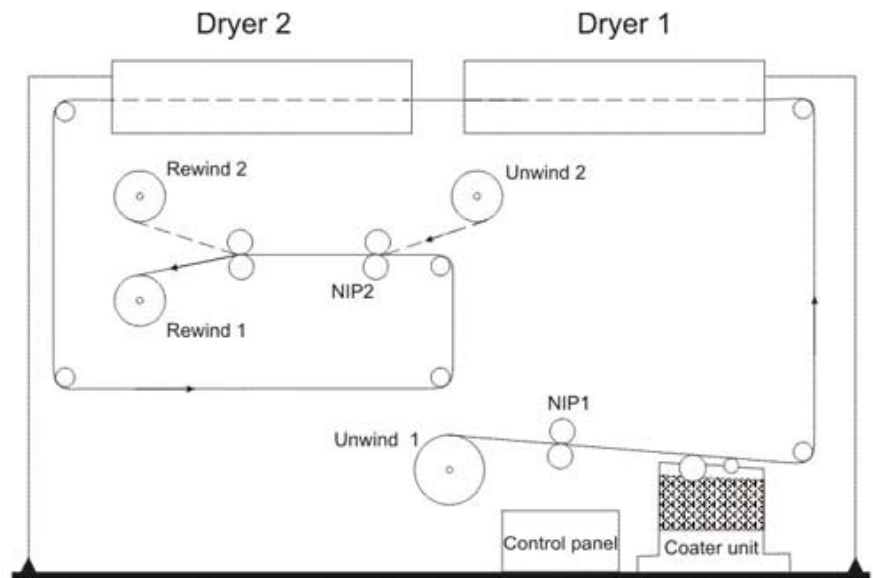 Dryer 2
Dryer 1
Rewind 2
Unwind 2
NIP2
Rewind 1
NIP1
Unwind 1
Control panel
Coater unit